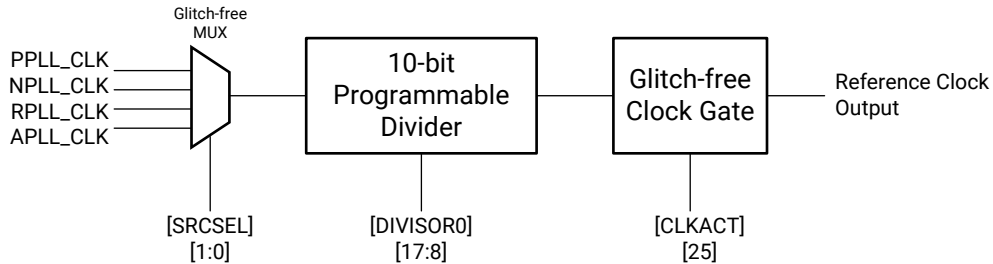 Glitch-free
MUX
PPLL_CLK
NPLL_CLK
RPLL_CLK
APLL_CLK
10-bit
Programmable
Divider
Glitch-free
Clock Gate
Reference Clock
Output
[SRCSEL]
[1:0]
[DIVISOR0]
[17:8]
[CLKACT]
[25]